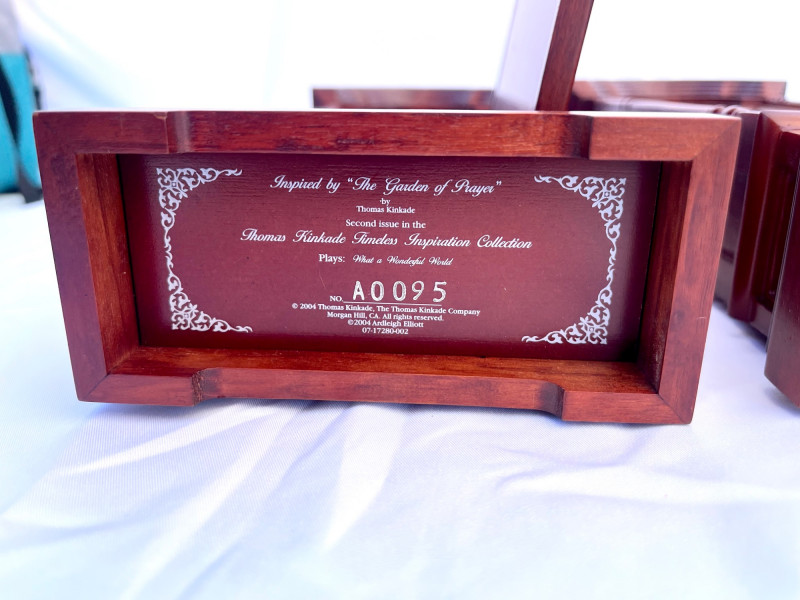 Inspired by "The Garden of Prayer"
by
Thomas Kinkade
Second issue in the
Thomas Kinkade Timeless Inspiration Collection
Plays: What a Wonderful World
NO. A0095
© 2004 Thomas Kinkade, The Thomas Kinkade Company
Morgan Hill, CA. All rights reserved.
©2004 Ardleigh Elliott
07-17280-002